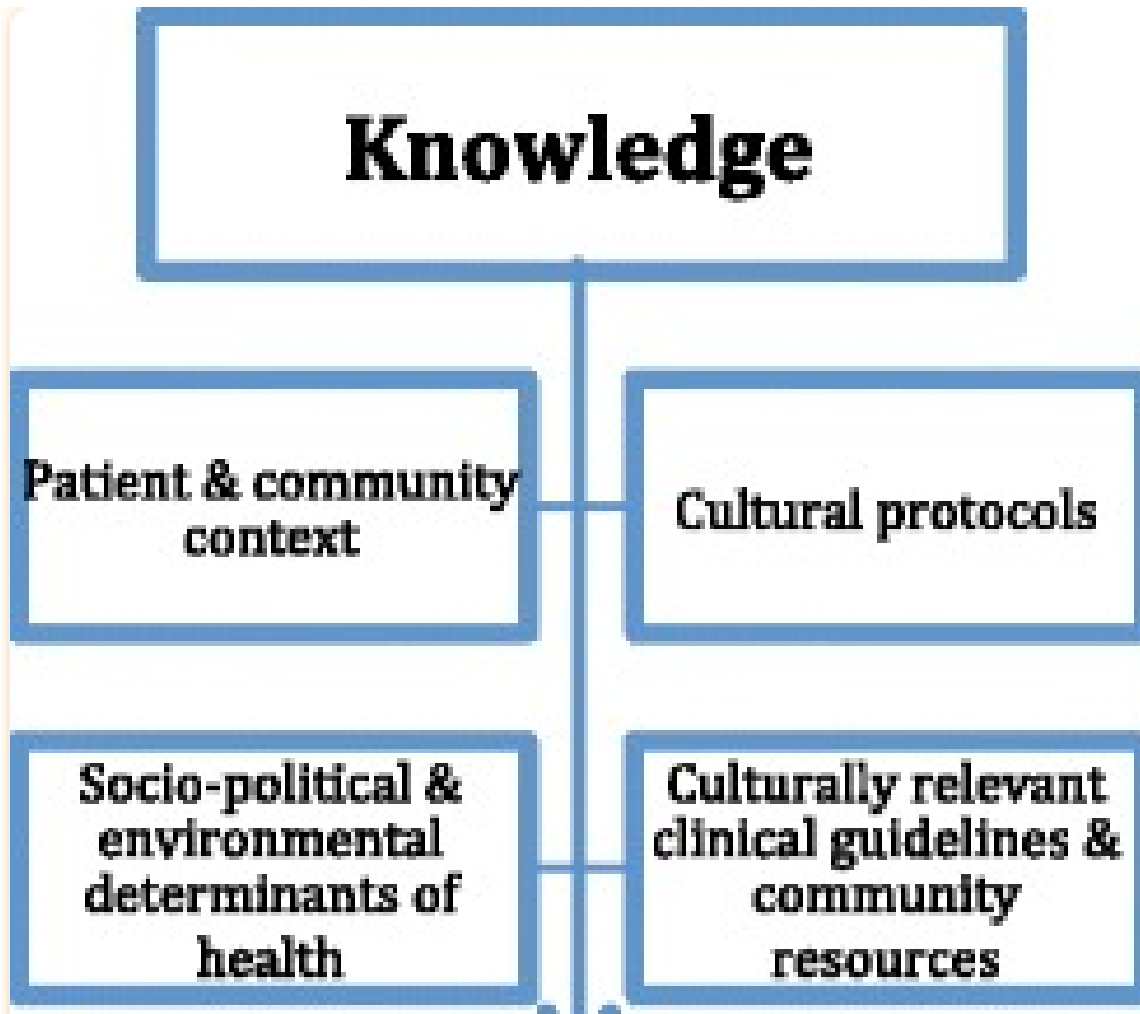 Knowledge
Patient & community
context
Cultural protocols
Socio-political &
environmental
determinants of
health
Culturally relevant
clinical guidelines &
community
resources